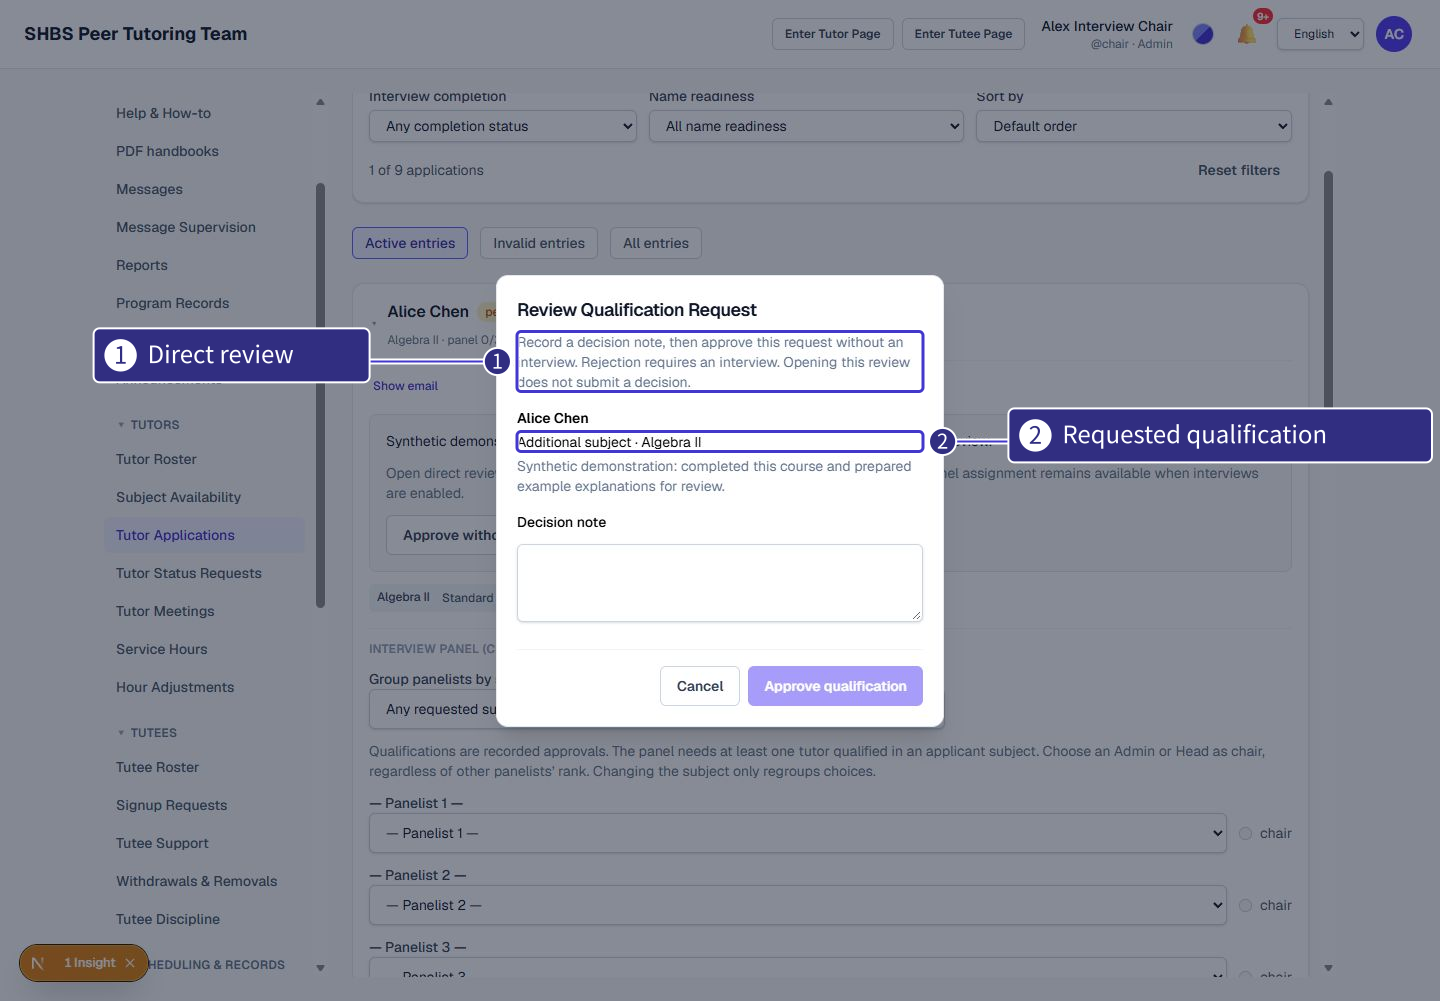 SHBS Peer Tutoring Team
Enter Tutor Page
Enter Tutee Page
Alex Interview Chair
@chair · Admin
9+
English
AC
Help & How-to
PDF handbooks
Messages
Message Supervision
Reports
Program Records
TUTORS
Tutor Roster
Subject Availability
Tutor Applications
Tutor Status Requests
Tutor Meetings
Service Hours
Hour Adjustments
TUTEES
Tutee Roster
Signup Requests
Tutee Support
Withdrawals & Removals
Tutee Discipline
HEDULING & RECORDS
N 1 Insight ×
Interview completion
Name readiness
Sort by
Any completion status
All name readiness
Default order
1 of 9 applications
Reset filters
Active entries
Invalid entries
All entries
Alice Chen pe
Algebra II · panel 0/
Show email
Synthetic demons
Open direct revie
nel assignment remains available when interviews
are enabled.
Approve witho
Algebra II Standard
INTERVIEW PANEL (C
Group panelists by
Any requested su
Qualifications are recorded approvals. The panel needs at least one tutor qualified in an applicant subject. Choose an Admin or Head as chair,
regardless of other panelists' rank. Changing the subject only regroups choices.
— Panelist 1 —
— Panelist 1 —
chair
— Panelist 2 —
— Panelist 2 —
chair
— Panelist 3 —
— Panelist 3 —
chair
Review Qualification Request
Record a decision note, then approve this request without an
interview. Rejection requires an interview. Opening this review
does not submit a decision.
Alice Chen
Additional subject · Algebra II
Synthetic demonstration: completed this course and prepared
example explanations for review.
Decision note
Cancel
Approve qualification
1 Direct review
1
2
2 Requested qualification